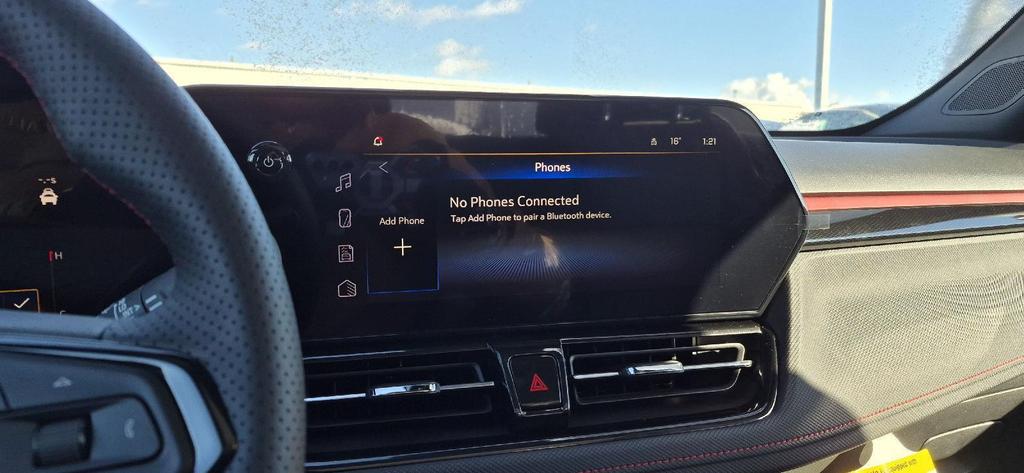 16° 1:21
Phones
No Phones Connected
Tap Add Phone to pair a Bluetooth device.
Add Phone
+
H